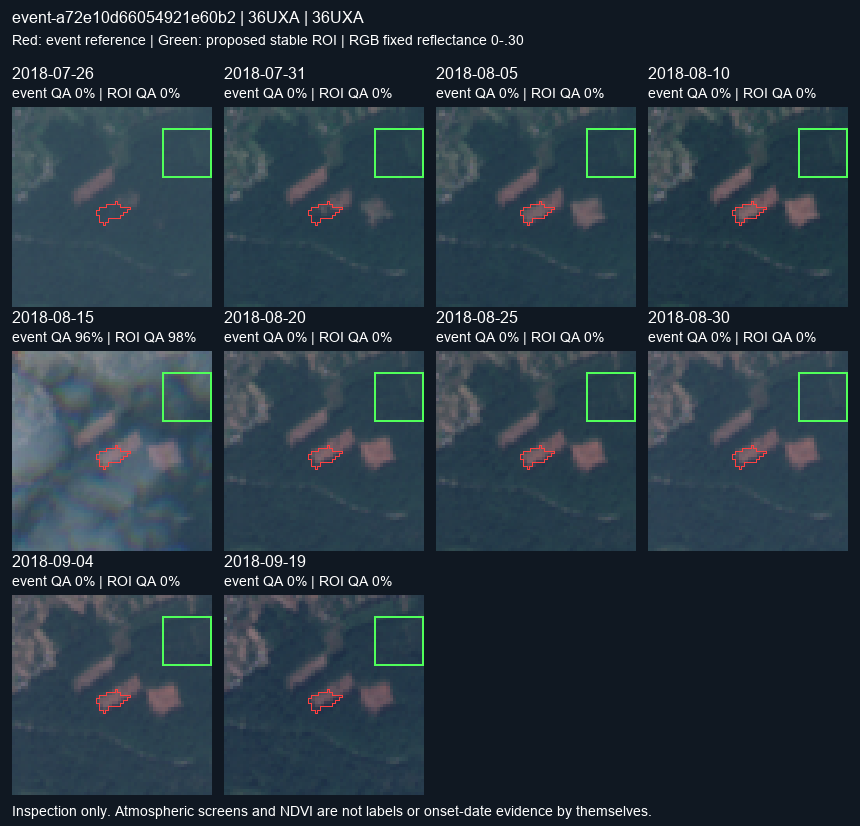 event-a72e10d66054921e60b2 | 36UXA | 36UXA
Red: event reference | Green: proposed stable ROI | RGB fixed reflectance 0-.30
2018-07-26
event QA 0% | ROI QA 0%
2018-07-31
event QA 0% | ROI QA 0%
2018-08-05
event QA 0% | ROI QA 0%
2018-08-10
event QA 0% | ROI QA 0%
2018-08-15
event QA 96% | ROI QA 98%
2018-08-20
event QA 0% | ROI QA 0%
2018-08-25
event QA 0% | ROI QA 0%
2018-08-30
event QA 0% | ROI QA 0%
2018-09-04
event QA 0% | ROI QA 0%
2018-09-19
event QA 0% | ROI QA 0%
Inspection only. Atmospheric screens and NDVI are not labels or onset-date evidence by themselves.